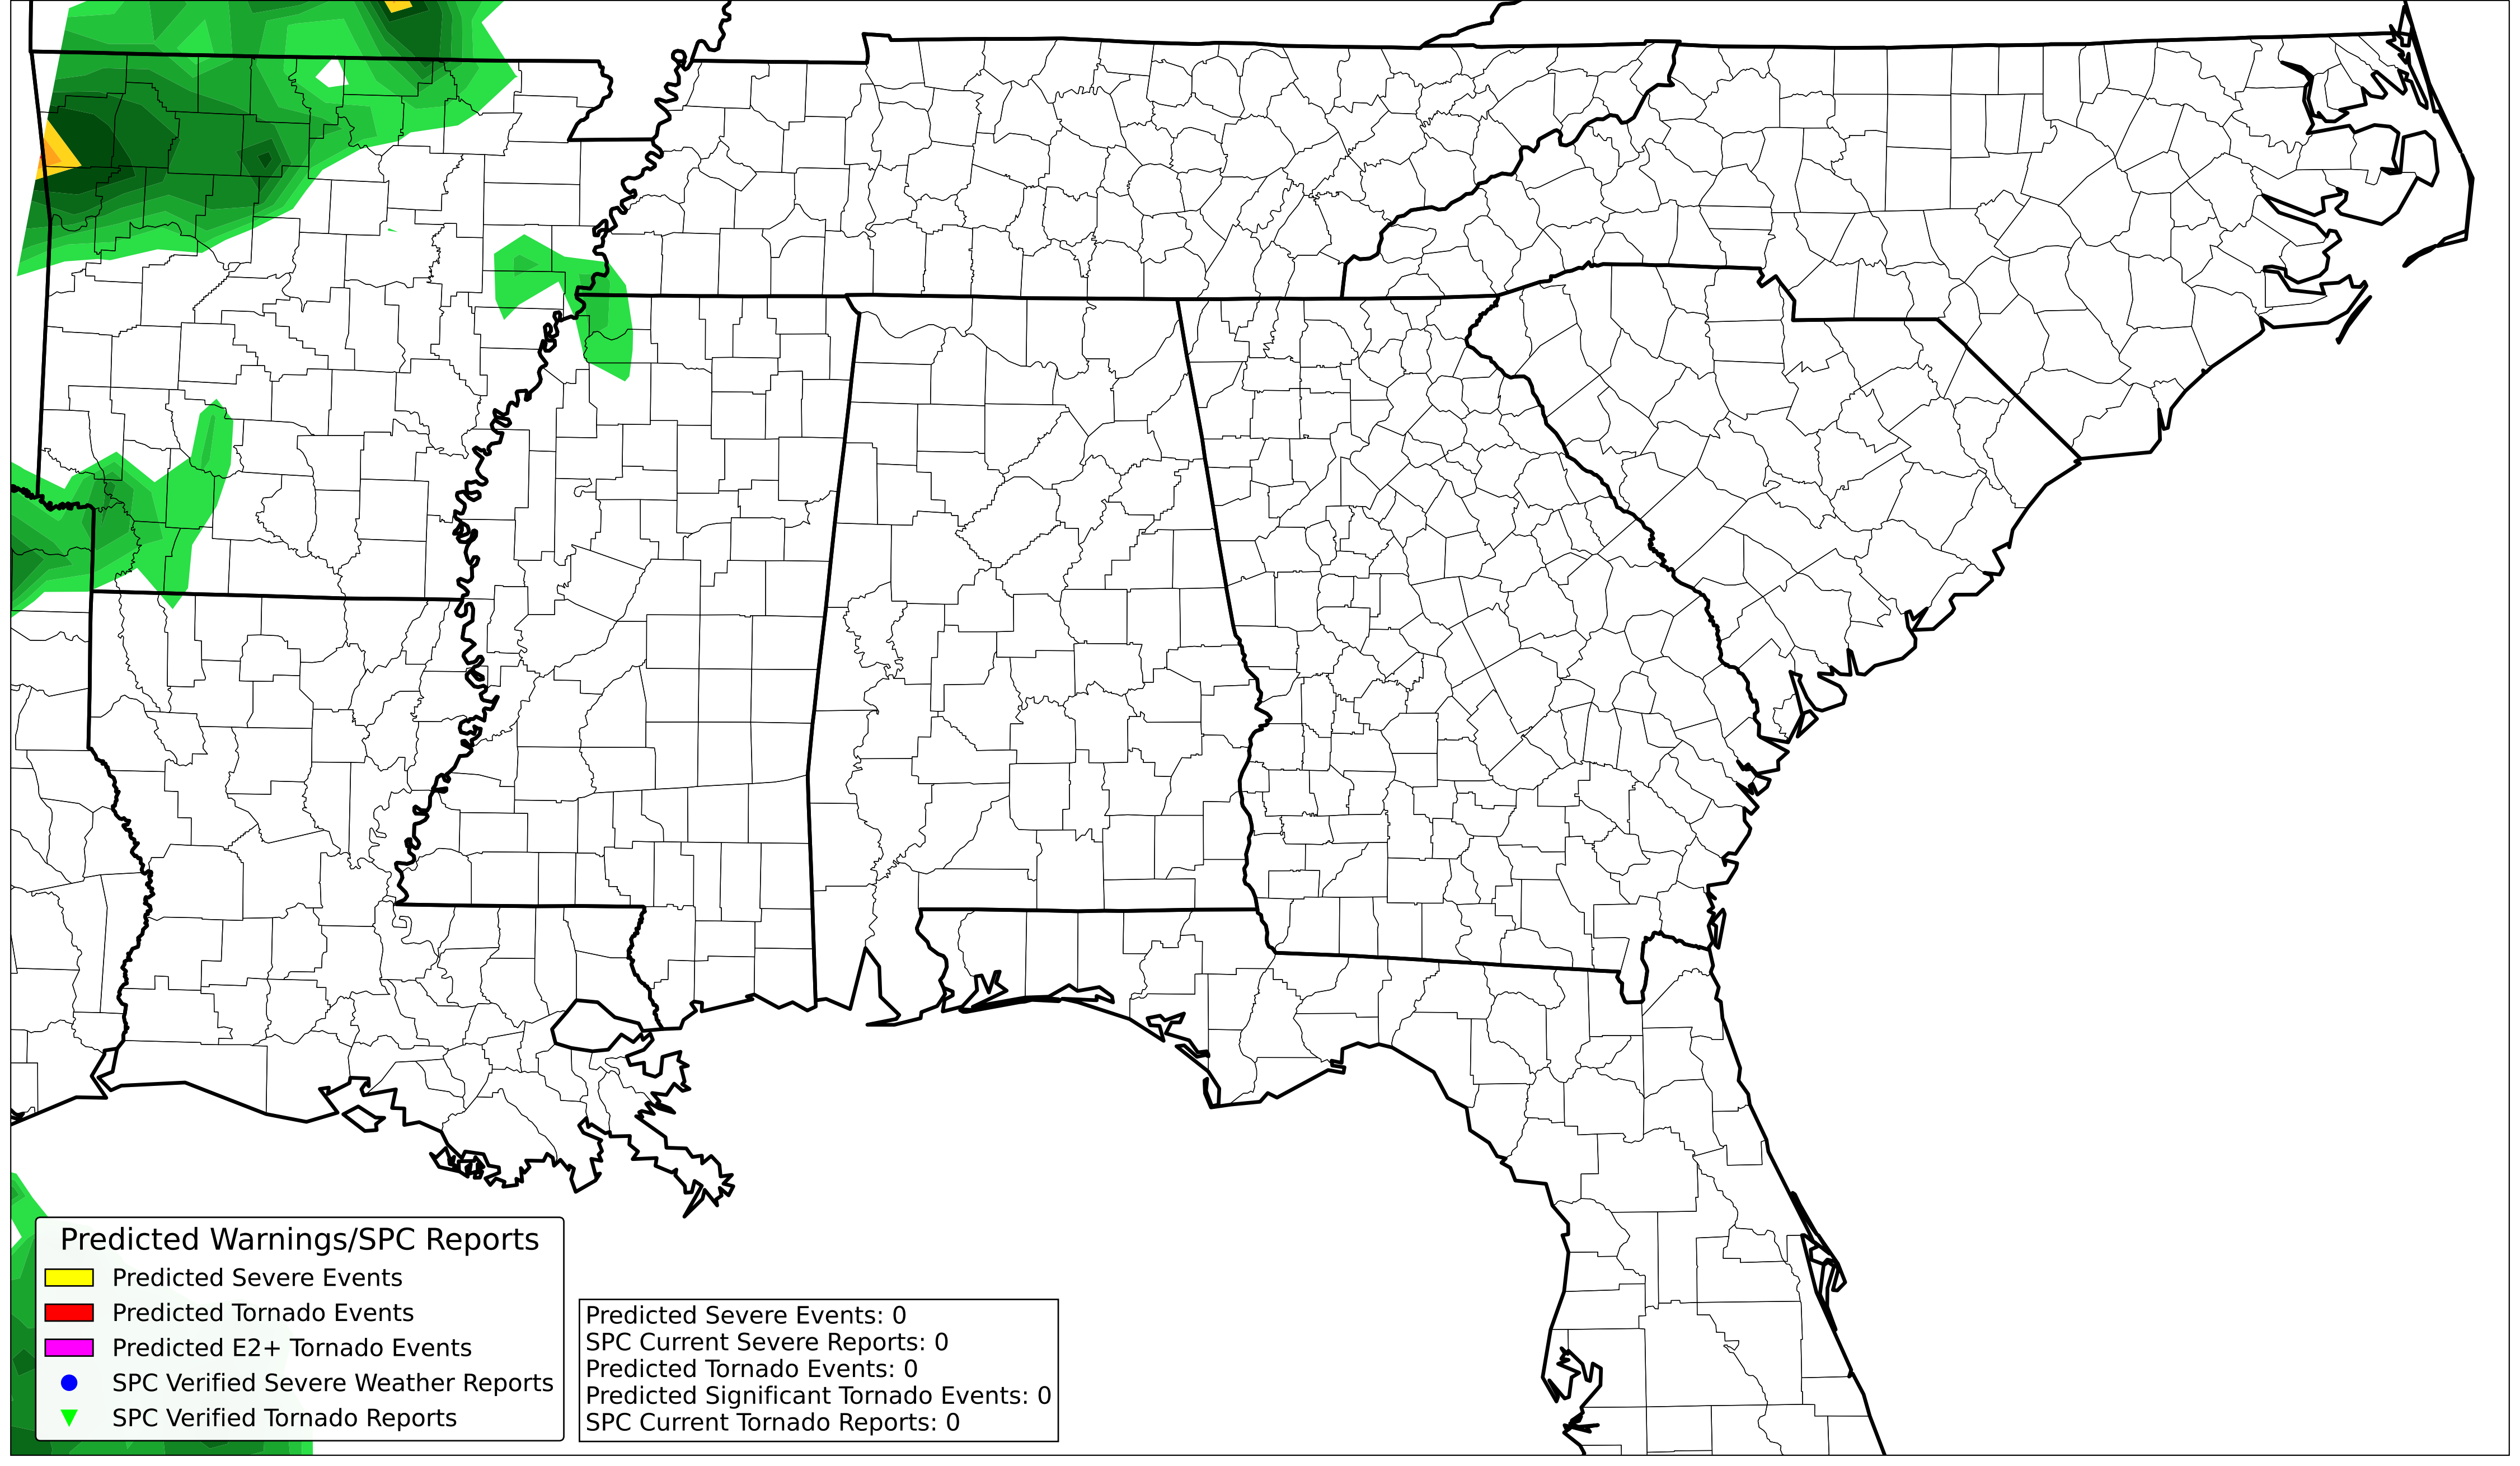 Predicted Warnings/SPC Reports
Predicted Severe Events
Predicted Tornado Events
Predicted E2+ Tornado Events
SPC Verified Severe Weather Reports
SPC Verified Tornado Reports
Predicted Severe Events: 0
SPC Current Severe Reports: 0
Predicted Tornado Events: 0
Predicted Significant Tornado Events: 0
SPC Current Tornado Reports: 0